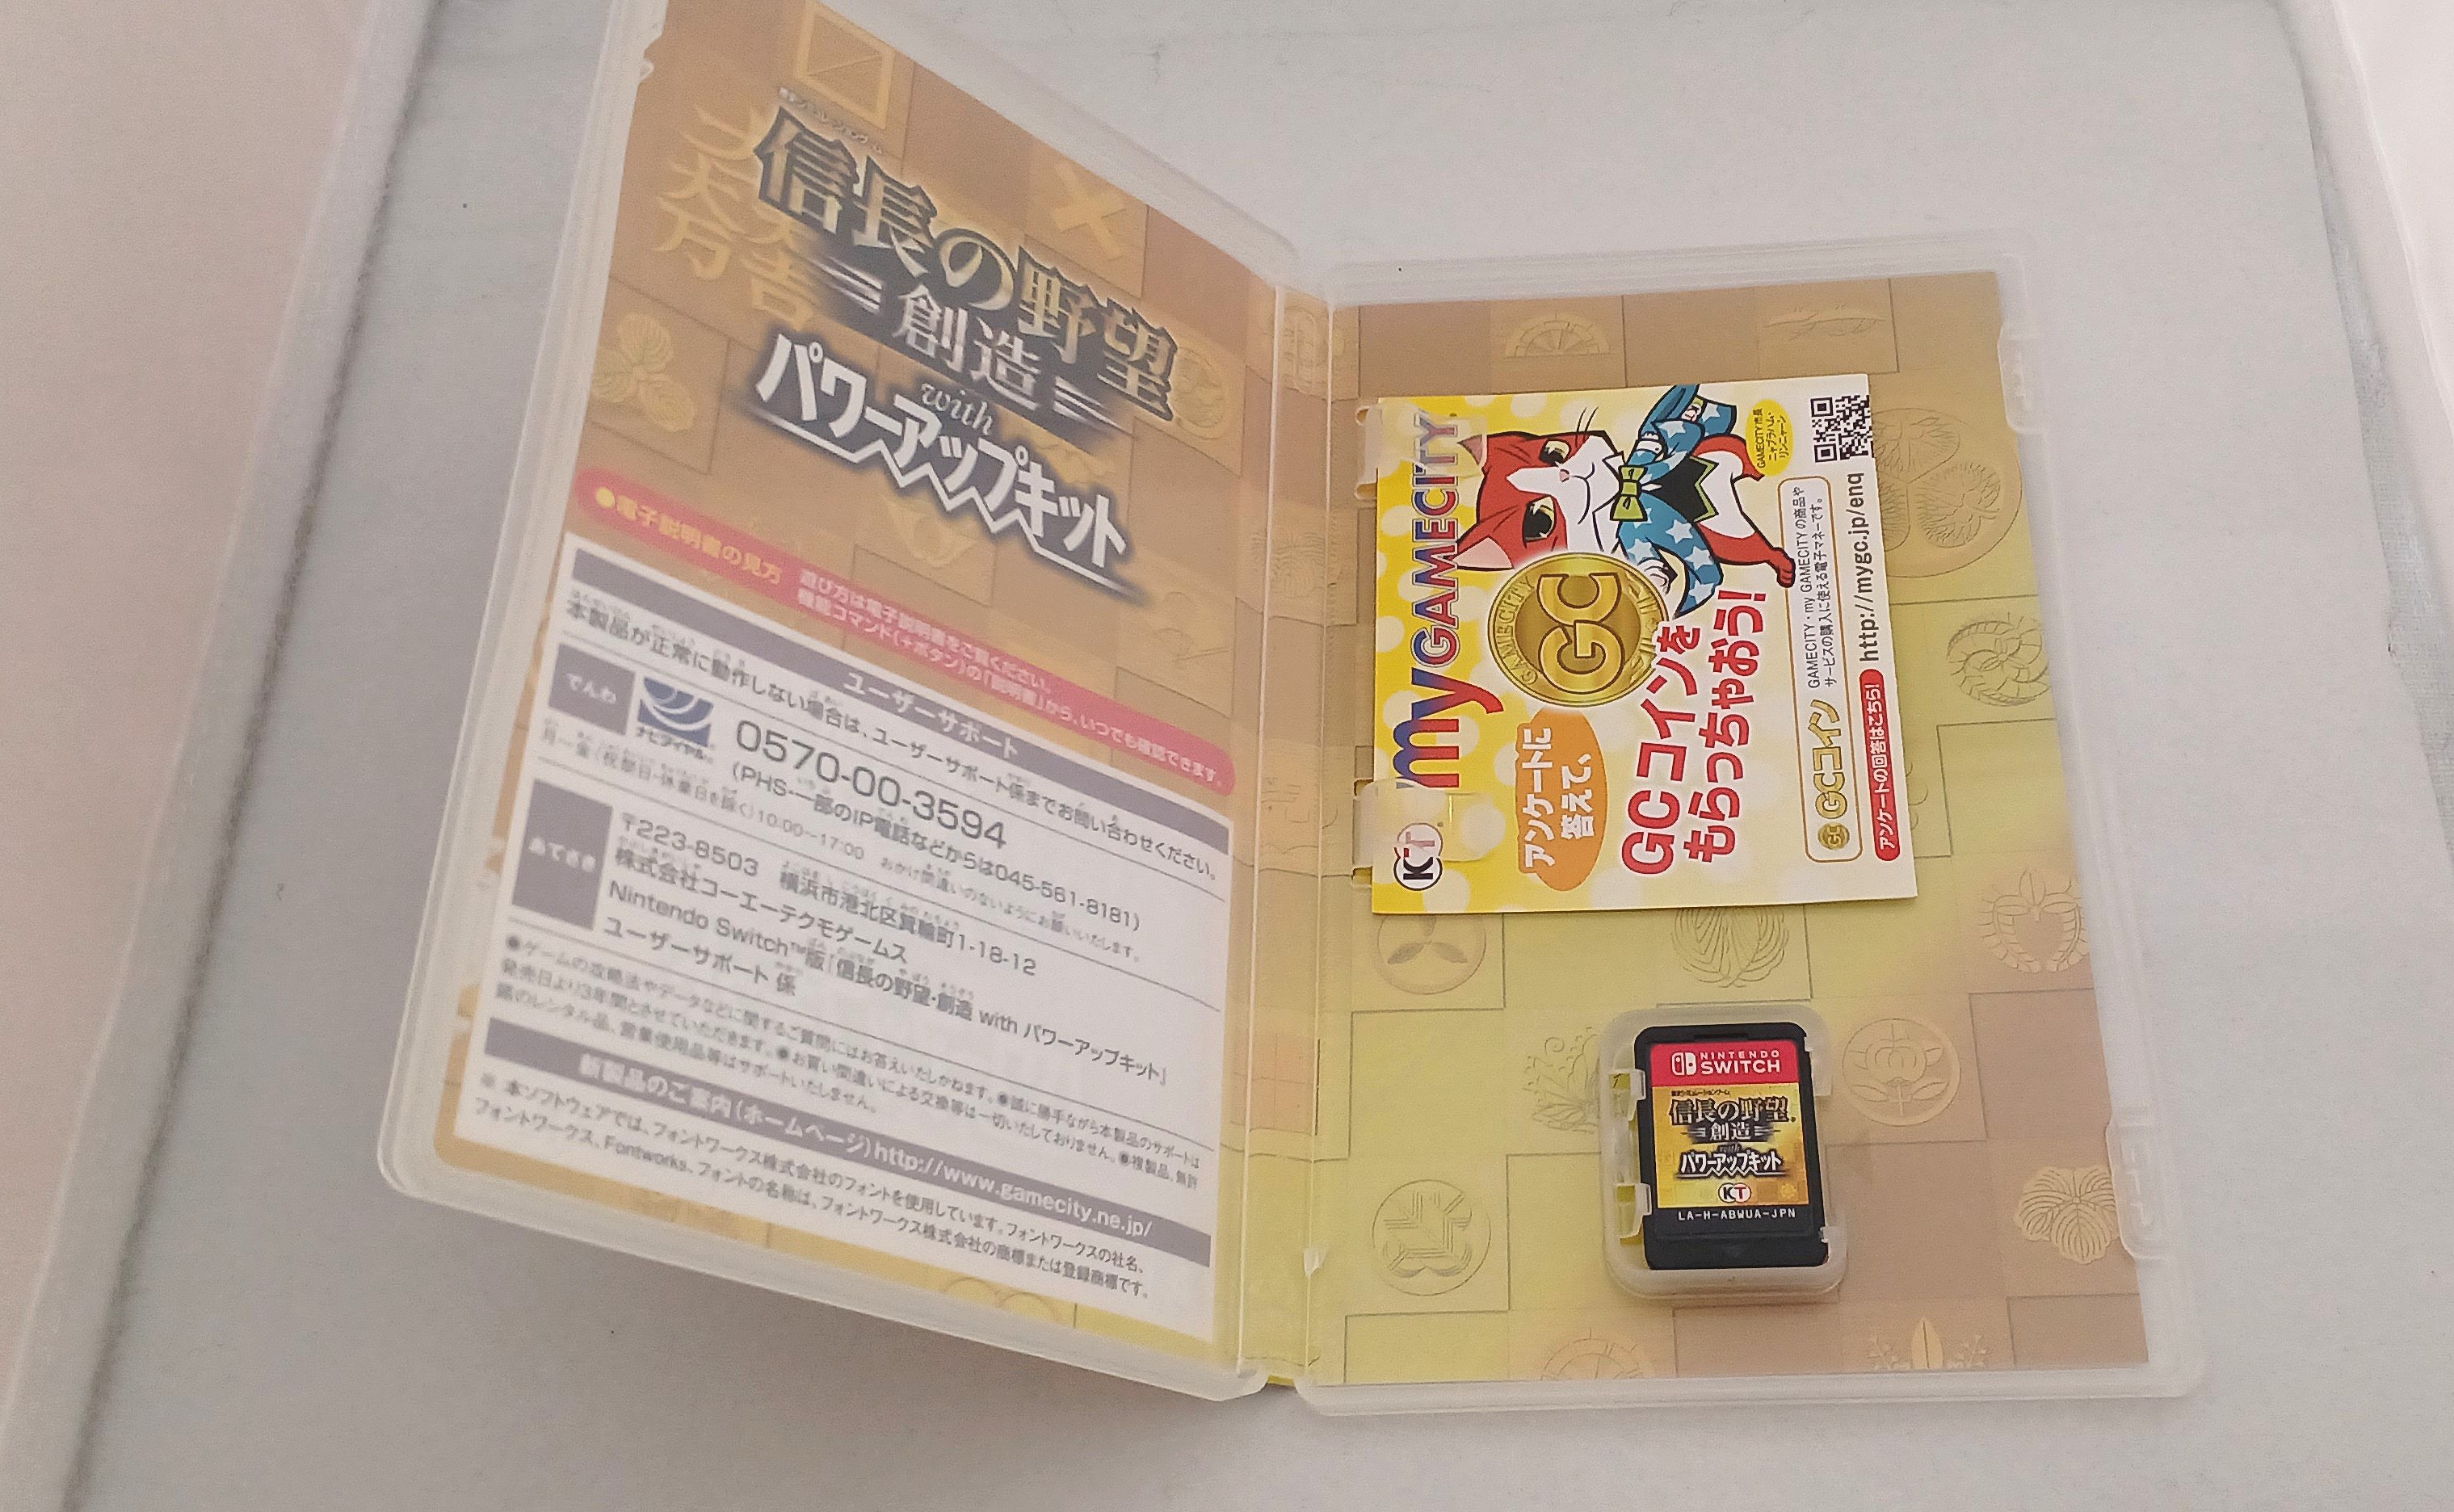 信長の野望
創造
with
パワーアップキット
●電子説明書の見方
遊び方は電子説明書をご覧ください。
機能コマンド(+ボタン)の「説明書」から、いつでも確認できます。
ユーザーサポート
本製品が正常に動作しない場合は、ユーザーサポート係までお問い合わせください。
でんわ
ナビダイヤル
0570-00-3594
(PHS・一部のIP電話などからは045-561-8181)
月～金(祝祭日・休業日を除く)10:00～17:00 おかけ間違いのないようにお願いいたします。
あてさき
〒223-8503 横浜市港北区箕輪町1-18-12
株式会社コーエーテクモゲームス
Nintendo Switch™版「信長の野望・創造 with パワーアップキット」
ユーザーサポート 係
●ゲームの攻略法やデータなどに関するご質問にはお答えいたしかねます。●誠に勝手ながら本製品のサポートは
発売日より3年間とさせていただきます。●お買い間違いによる交換等は一切いたしておりません。●複製品、無許
諾のレンタル品、営業使用品等はサポートいたしません。
新製品のご案内(ホームページ)http://www.gamecity.ne.jp/
※ 本ソフトウェアでは、フォントワークス株式会社のフォントを使用しています。フォントワークスの社名、
フォントワークス、Fontworks、フォントの名称は、フォントワークス株式会社の商標または登録商標です。
KT
my GAMECITY
GAMECITY市長
ニャブラハム・
リンニャーン
GAMECITY
GC
アンケートに
答えて、
GCコインを
もらっちゃおう!
GC GCコイン
GAMECITY・my GAMECITY の商品や
サービスの購入に使える電子マネーです。
アンケートの回答はこちら!
http://mygc.jp/enq
NINTENDO
SWITCH
信長の野望
創造
with
パワーアップキット
KT
LA-H-ABWUA-JPN